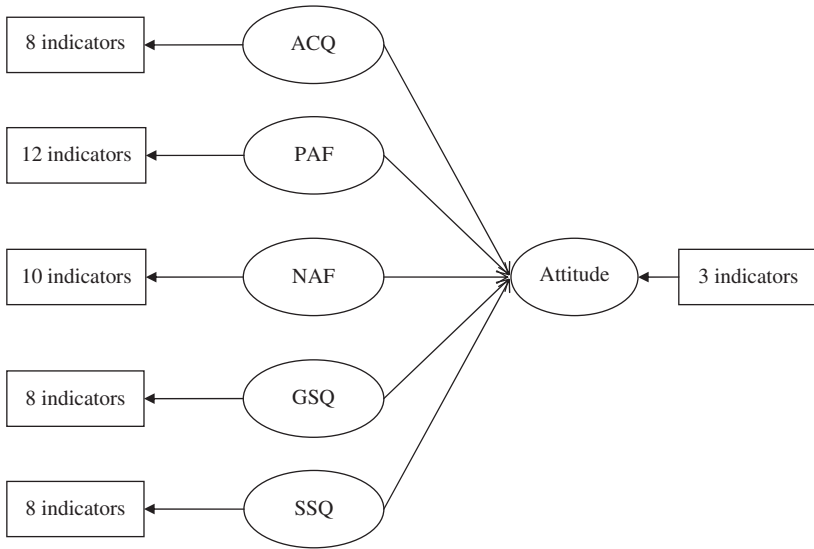 8 indicators
ACQ
12 indicators
PAF
10 indicators
NAF
Attitude
3 indicators
8 indicators
GSQ
8 indicators
SSQ